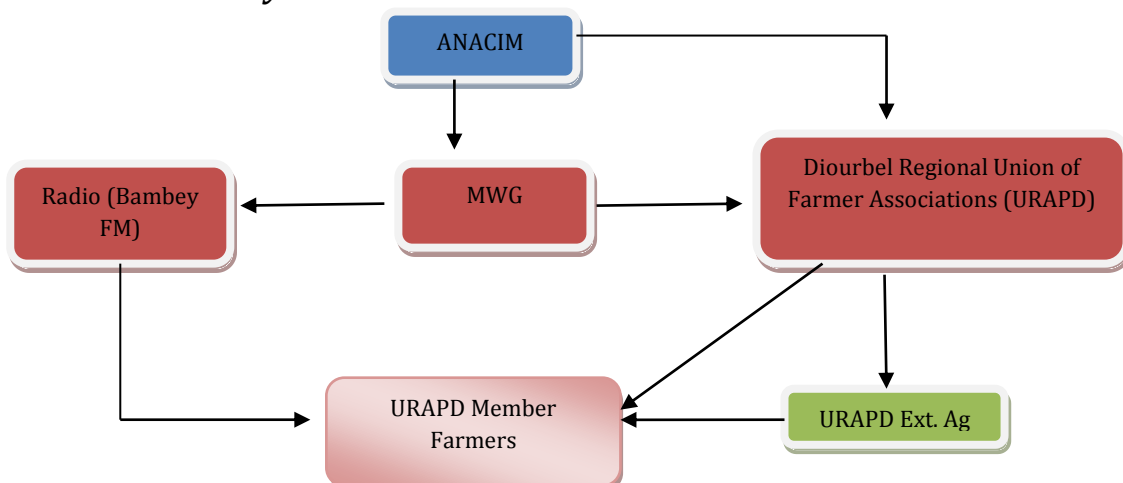 ANACIM
Diourbel Regional Union of
Farmer Associations (URAPD)
Radio (Bambey
FM)
MWG
URAPD Member
Farmers
URAPD Ext. Ag